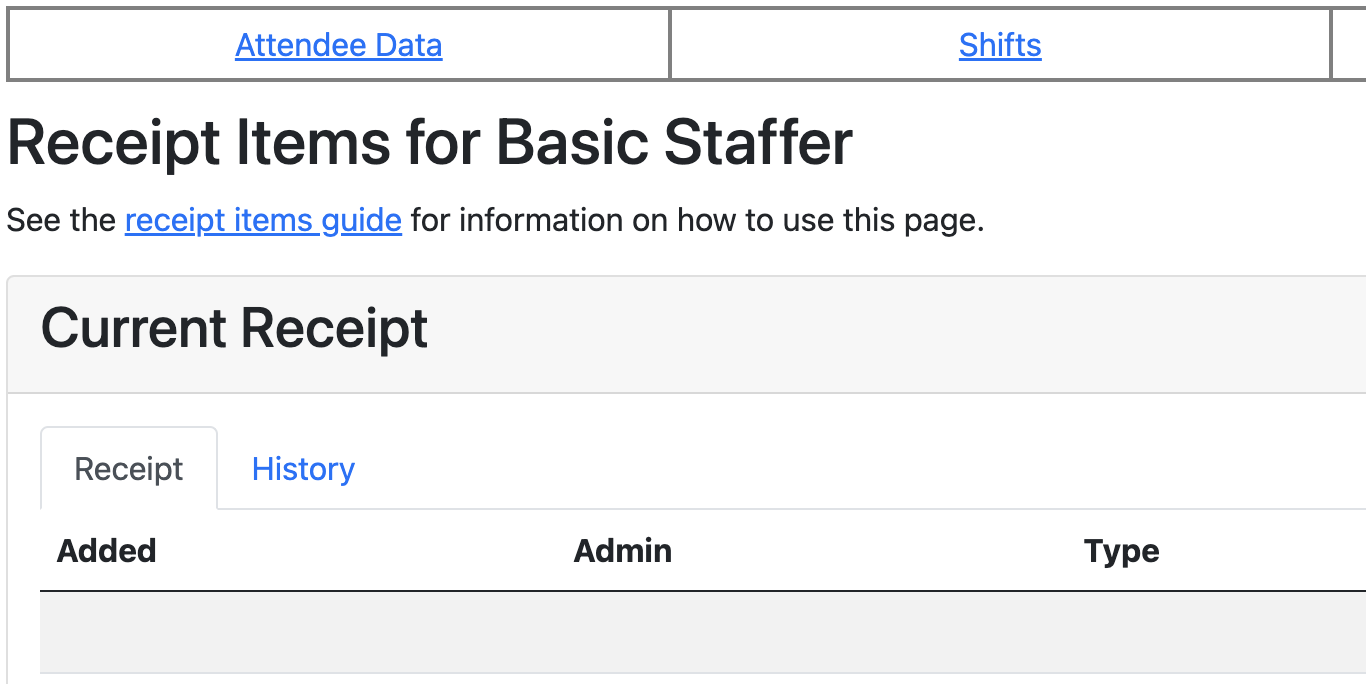 Attendee Data Shifts
Receipt Items for Basic Staffer
See the receipt items guide for information on how to use this page.
Current Receipt
Receipt History
Added Admin Type